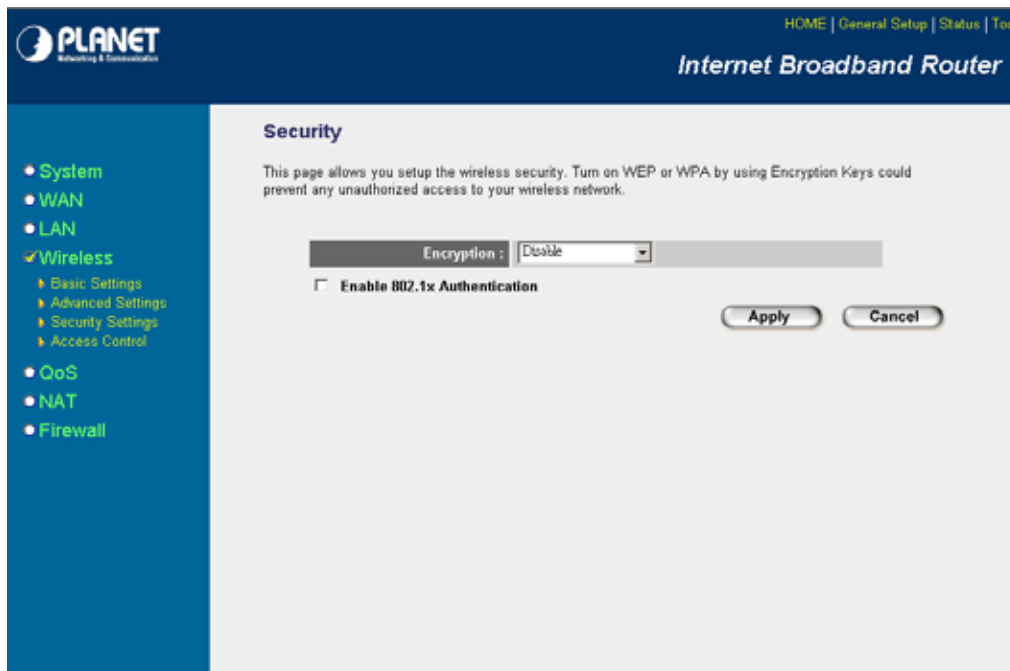 PLANET
Networking & Communication
HOME | General Setup | Status |
Internet Broadband Router
System
WAN
LAN
Wireless
Basic Settings
Advanced Settings
Security Settings
Access Control
QoS
NAT
Firewall
Security
This page allows you setup the wireless security. Turn on WEP or WPA by using Encryption Keys could
prevent any unauthorized access to your wireless network.
Encryption : Disable
Enable 802.1x Authentication
Apply Cancel